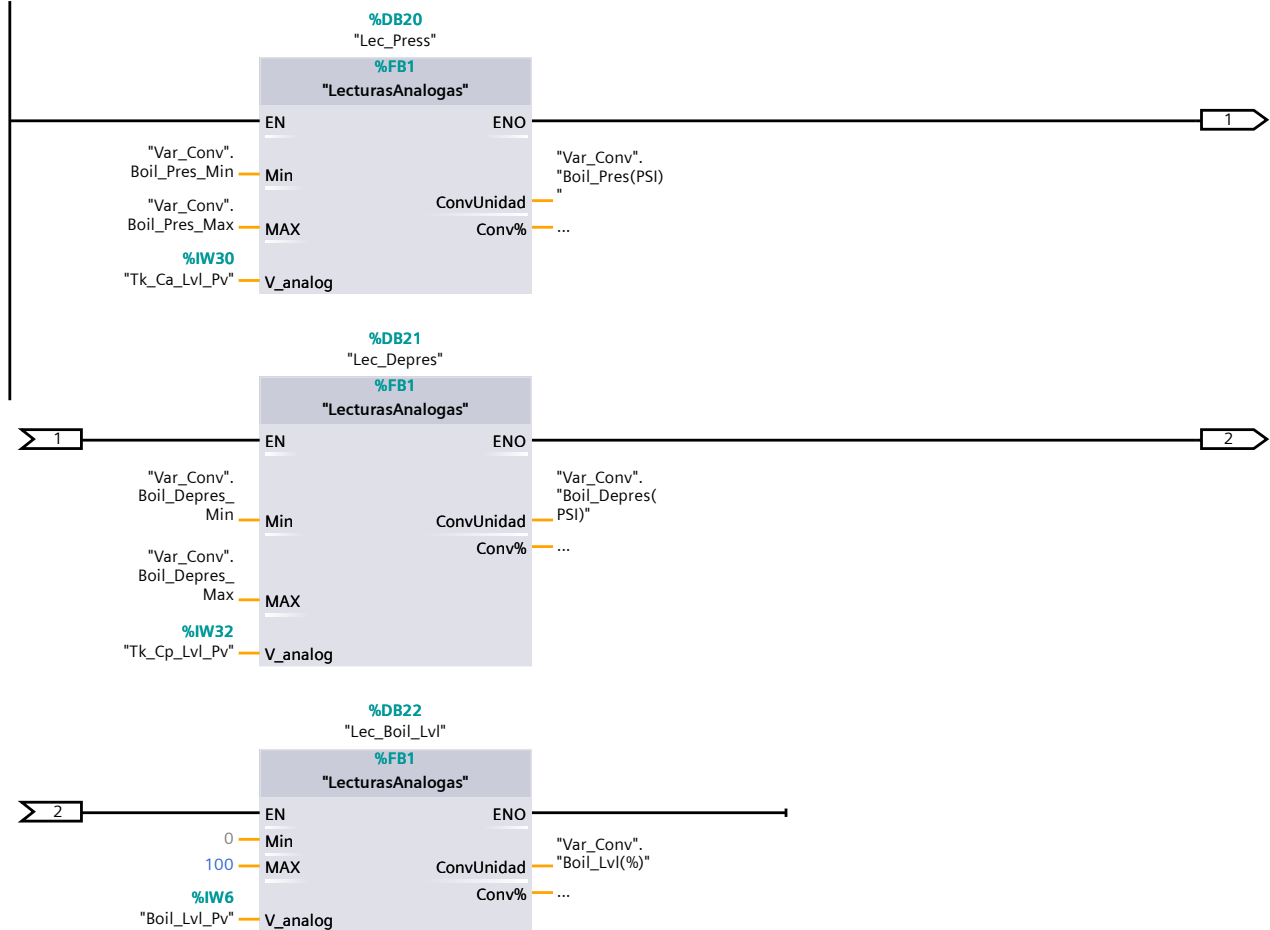 %DB20
"Lec_Press"
%FB1
"LecturasAnalogas"
EN
ENO
1
"Var_Conv".
Boil_Pres_Min
Min
"Var_Conv".
"Boil_Pres(PSI)
"
ConvUnidad
"Var_Conv".
Boil_Pres_Max
MAX
Conv%
...
%IW30
"Tk_Ca_Lvl_Pv"
V_analog
%DB21
"Lec_Depres"
%FB1
"LecturasAnalogas"
1
EN
ENO
2
"Var_Conv".
Boil_Depres_
Min
Min
"Var_Conv".
"Boil_Depres(
PSI)"
ConvUnidad
Conv%
...
"Var_Conv".
Boil_Depres_
Max
MAX
%IW32
"Tk_Cp_Lvl_Pv"
V_analog
%DB22
"Lec_Boil_Lvl"
%FB1
"LecturasAnalogas"
2
EN
ENO
0
Min
100
MAX
"Var_Conv".
"Boil_Lvl(%)"
ConvUnidad
Conv%
...
%IW6
"Boil_Lvl_Pv"
V_analog